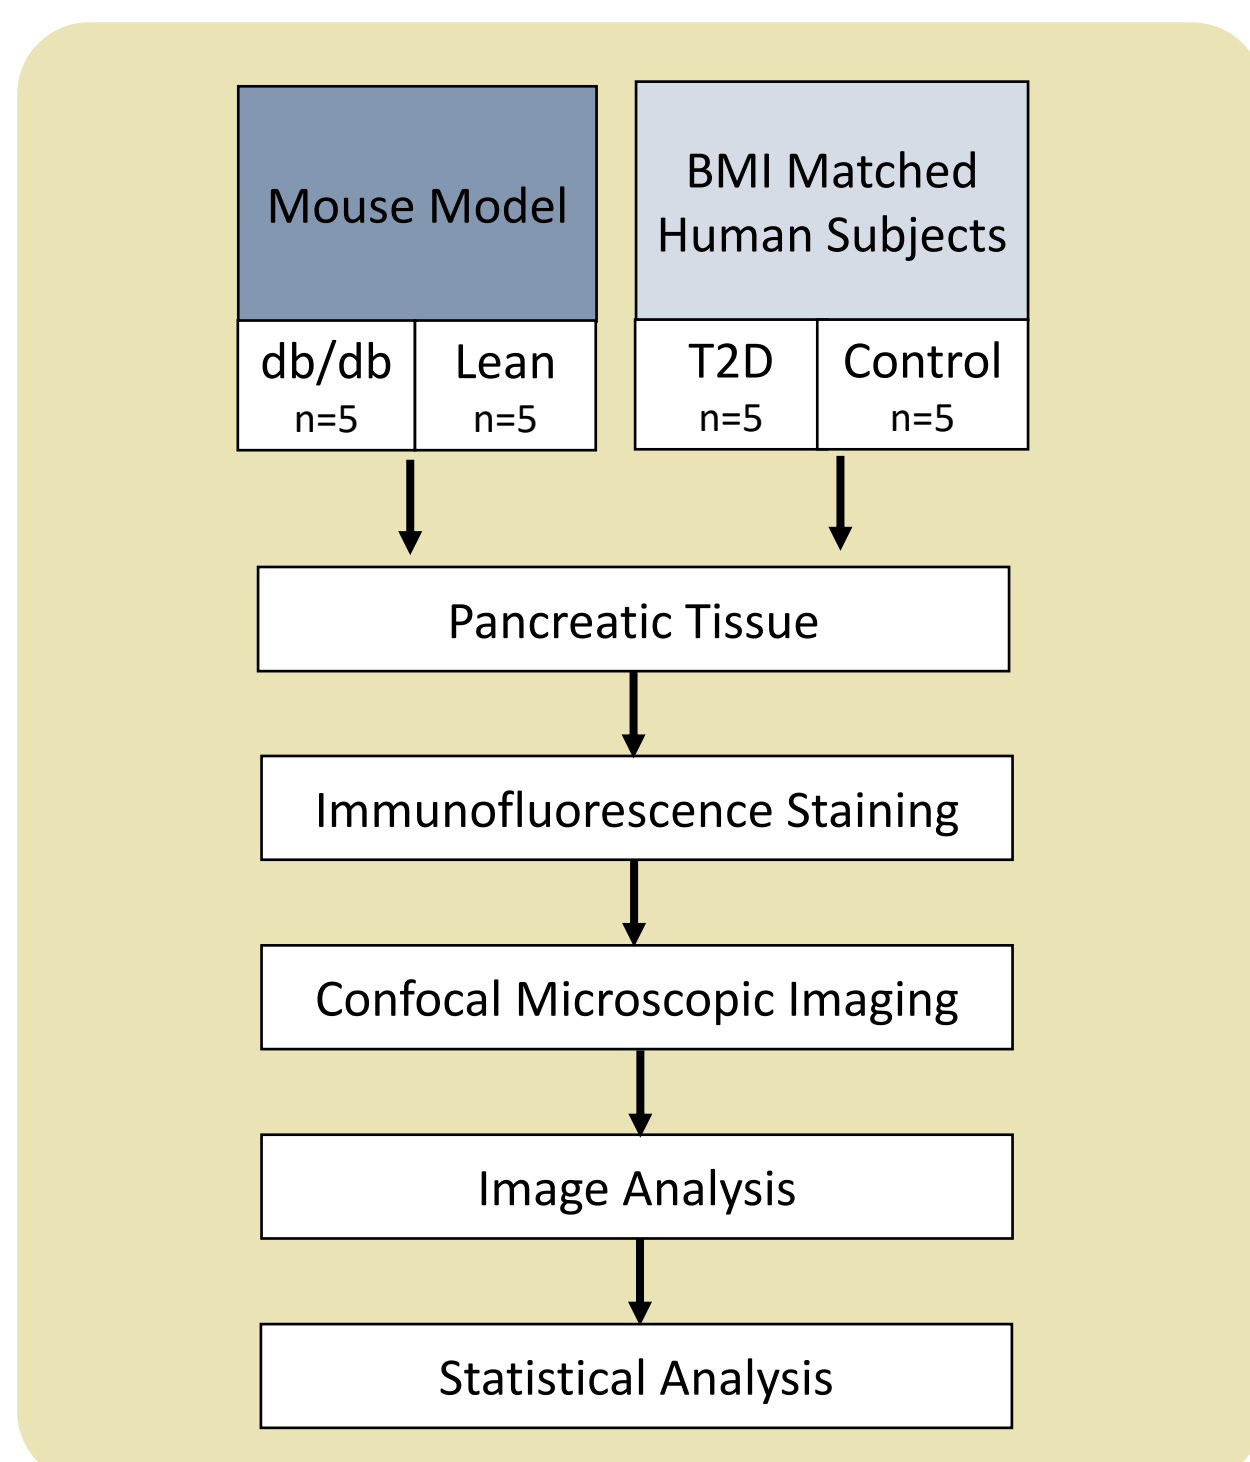 Mouse Model
BMI Matched
Human Subjects
db/db
n=5
Lean
n=5
T2D
n=5
Control
n=5
Pancreatic Tissue
Immunofluorescence Staining
Confocal Microscopic Imaging
Image Analysis
Statistical Analysis